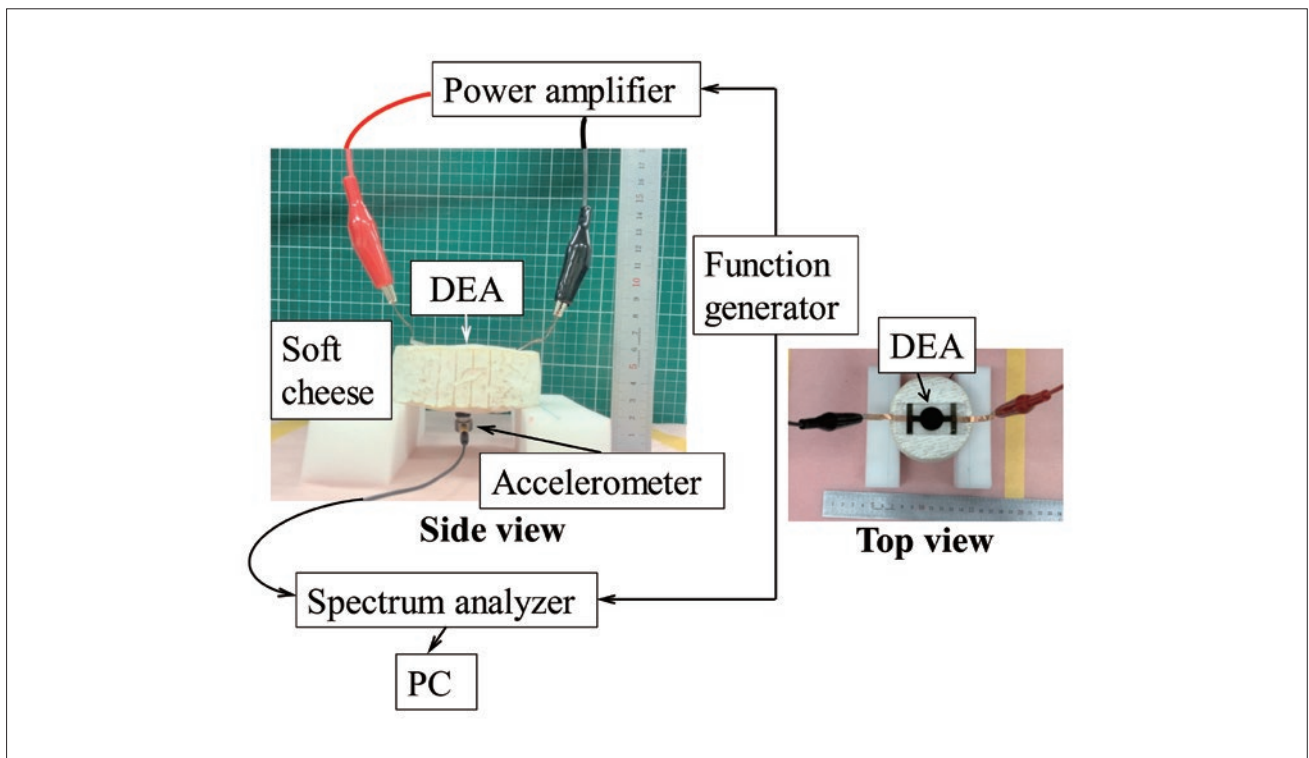 Power amplifier
DEA
Function
generator
Soft
cheese
DEA
Accelerometer
Side view
Top view
Spectrum analyzer
PC